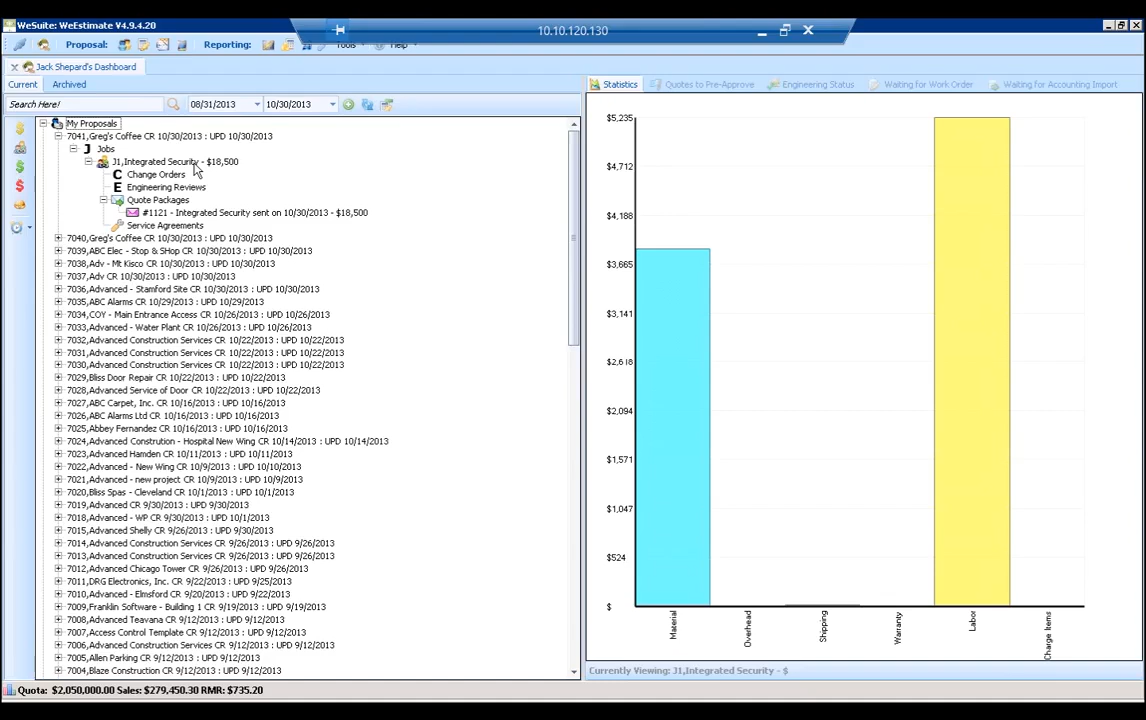 WeSuite: WeEstimate V4.9.4.20
10.10.120.130
Proposal:
Reporting:
Tools
Help
Jack Shepard's Dashboard
Current
Archived
Search Here!
08/31/2013
10/30/2013
My Proposals
7041,Greg's Coffee CR 10/30/2013 : UPD 10/30/2013
J Jobs
J1,Integrated Security - $18,500
C Change Orders
E Engineering Reviews
Quote Packages
#1121 - Integrated Security sent on 10/30/2013 - $18,500
Service Agreements
7040,Greg's Coffee CR 10/30/2013 : UPD 10/30/2013
7039,ABC Elec - Stop & SHop CR 10/30/2013 : UPD 10/30/2013
7038,Adv - Mt Kisco CR 10/30/2013 : UPD 10/30/2013
7037,Adv CR 10/30/2013 : UPD 10/30/2013
7036,Advanced - Stamford Site CR 10/30/2013 : UPD 10/30/2013
7035,ABC Alarms CR 10/29/2013 : UPD 10/29/2013
7034,COY - Main Entrance Access CR 10/26/2013 : UPD 10/26/2013
7033,Advanced - Water Plant CR 10/26/2013 : UPD 10/26/2013
7032,Advanced Construction Services CR 10/22/2013 : UPD 10/22/2013
7031,Advanced Construction Services CR 10/22/2013 : UPD 10/22/2013
7030,Advanced Construction Services CR 10/22/2013 : UPD 10/22/2013
7029,Bliss Door Repair CR 10/22/2013 : UPD 10/22/2013
7028,Advanced Service of Door CR 10/22/2013 : UPD 10/22/2013
7027,ABC Carpet, Inc. CR 10/16/2013 : UPD 10/16/2013
7026,ABC Alarms Ltd CR 10/16/2013 : UPD 10/16/2013
7025,Abbey Fernandez CR 10/16/2013 : UPD 10/16/2013
7024,Advanced Constrution - Hospital New Wing CR 10/14/2013 : UPD 10/14/2013
7023,Advanced Hamden CR 10/11/2013 : UPD 10/11/2013
7022,Advanced - New Wing CR 10/9/2013 : UPD 10/10/2013
7021,Advanced - new project CR 10/9/2013 : UPD 10/9/2013
7020,Bliss Spas - Cleveland CR 10/1/2013 : UPD 10/1/2013
7019,Advanced CR 9/30/2013 : UPD 9/30/2013
7018,Advanced - WP CR 9/30/2013 : UPD 10/1/2013
7015,Advanced Shelly CR 9/26/2013 : UPD 9/30/2013
7014,Advanced Construction Services CR 9/26/2013 : UPD 9/26/2013
7013,Advanced Construction Services CR 9/26/2013 : UPD 9/26/2013
7012,Advanced Chicago Tower CR 9/26/2013 : UPD 9/26/2013
7011,DRG Electronics, Inc. CR 9/22/2013 : UPD 9/25/2013
7010,Advanced - Elmsford CR 9/20/2013 : UPD 9/22/2013
7009,Franklin Software - Building 1 CR 9/19/2013 : UPD 9/19/2013
7008,Advanced Teavana CR 9/12/2013 : UPD 9/12/2013
7007,Access Control Template CR 9/12/2013 : UPD 9/12/2013
7006,Advanced Construction Services CR 9/12/2013 : UPD 9/12/2013
7005,Allen Parking CR 9/12/2013 : UPD 9/12/2013
7004,Blaze Construction CR 9/12/2013 : UPD 9/12/2013
Statistics
Quotes to Pre-Approve
Engineering Status
Waiting for Work Order
Waiting for Accounting Import
$5,235
$4,712
$4,188
$3,665
$3,141
$2,618
$2,094
$1,571
$1,047
$524
$
Material
Overhead
Shipping
Warranty
Labor
Charge Items
Currently Viewing: J1,Integrated Security - $
Quota: $2,050,000.00 Sales: $279,450.30 RMR: $735.20